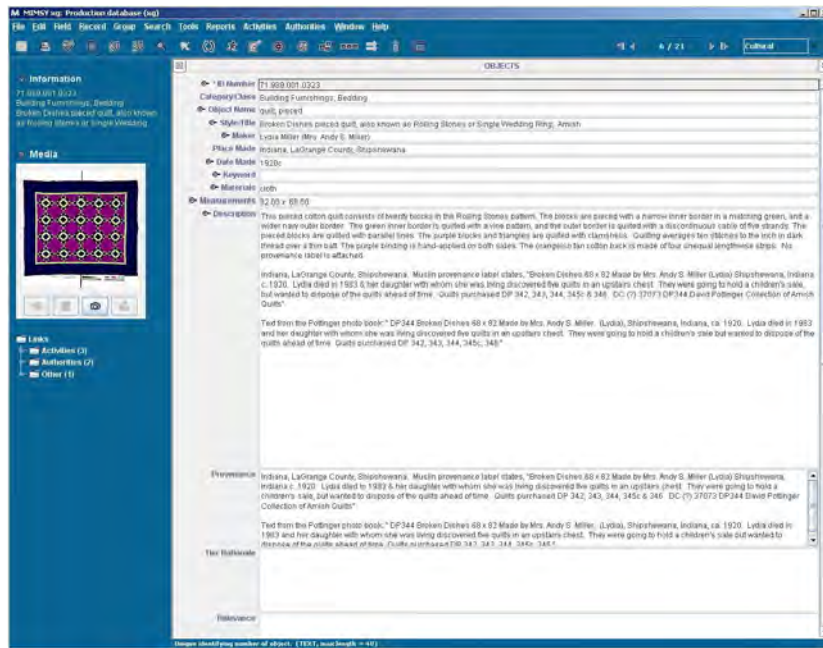 MIMSY xg: Production database (xg)
File Edit Field Record Group Search Tools Reports Activities Authorities Window Help
6 / 21 Cultural
OBJECTS
Information
71.989.001.0323
Building Furnishings, Bedding
Broken Dishes pieced quilt, also known
as Rolling Stones or Single Wedding
Media
Links
Activities (3)
Authorities (2)
Other (1)
* ID Number 71.989.001.0323
Category/Class Building Furnishings, Bedding
Object Name quilt, pieced
Style/Title Broken Dishes pieced quilt, also known as Rolling Stones or Single Wedding Ring; Amish
Maker Lydia Miller (Mrs. Andy S. Miller)
Place Made Indiana, LaGrange County, Shipshewana
Date Made 1920c
Keyword
Materials cloth
Measurements 82.00 x 68.00
Description This pieced cotton quilt consists of twenty blocks in the Rolling Stones pattern. The blocks are pieced with a narrow inner border in a matching green, and a
wider navy outer border. The green inner border is quilted with a vine pattern, and the outer border is quilted with a discontinuous cable of five strands. The
pieced blocks are quilted with parallel lines. The purple blocks and triangles are quilted with clamshells. Quilting averages ten stitches to the inch in dark
thread over a thin batt. The purple binding is hand-applied on both sides. The tan cotton back is made of four unequal lengthwise strips. No
provenance label is attached.
Indiana, LaGrange County, Shipshewana. Muslin provenance label states, "Broken Dishes 68 x 82 Made by Mrs. Andy S. Miller (Lydia) Shipshewana, Indiana
c. 1920. Lydia died in 1983 & her daughter with whom she was living discovered five quilts in an upstairs chest. They were going to hold a children's sale,
but wanted to dispose of the quilts ahead of time. Quilts purchased DP 342, 343, 344, 345c & 346. DC (?) 37073 DP344 David Pottinger Collection of Amish
Quilts"
Text from the Pottinger photo book: " DP344 Broken Dishes 68 x 82 Made by Mrs. Andy S. Miller, (Lydia), Shipshewana, Indiana, ca. 1920. Lydia died in 1983
and her daughter with whom she was living discovered five quilts in an upstairs chest. They were going to hold a children's sale but wanted to dispose of the
quilts ahead of time. Quilts purchased DP 342, 343, 344, 345c, 346."
Provenance Indiana, LaGrange County, Shipshewana. Muslin provenance label states, "Broken Dishes 68 x 82 Made by Mrs. Andy S. Miller (Lydia) Shipshewana,
Indiana c. 1920. Lydia died in 1983 & her daughter with whom she was living discovered five quilts in an upstairs chest. They were going to hold a
children's sale, but wanted to dispose of the quilts ahead of time. Quilts purchased DP 342, 343, 344, 345c & 346. DC (?) 37073 DP344 David Pottinger
Collection of Amish Quilts"
Text from the Pottinger photo book: " DP344 Broken Dishes 68 x 82 Made by Mrs. Andy S. Miller, (Lydia), Shipshewana, Indiana, ca. 1920. Lydia died in
1983 and her daughter with whom she was living discovered five quilts in an upstairs chest. They were going to hold a children's sale but wanted to
dispose of the quilts ahead of time. Quilts purchased DP 342, 343, 344, 345c, 346."
Tier Rationale
Relevance
Unique identifying number of object. (TEXT, max length = 40)